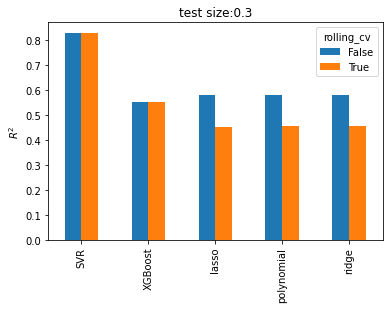 test size:0.3
rolling_cv
False
True
R²
0.8
0.7
0.6
0.5
0.4
0.3
0.2
0.1
0.0
SVR
XGBoost
lasso
polynomial
ridge